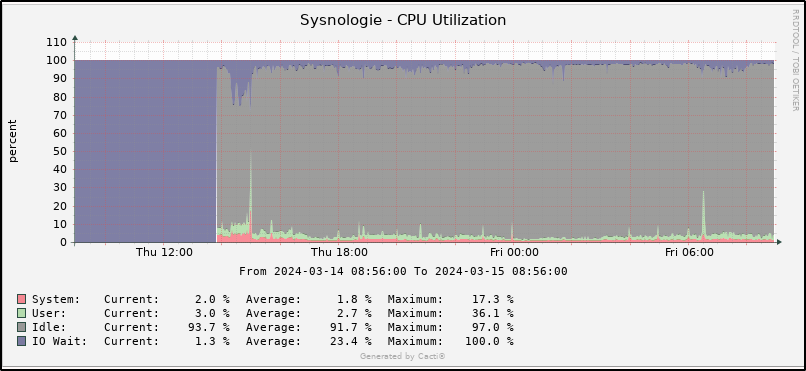 Sysnologie - CPU Utilization
RRDTOOL / TOBI OETIKER
percent
110
100
90
80
70
60
50
40
30
20
10
0
Thu 12:00 Thu 18:00 Fri 00:00 Fri 06:00
From 2024-03-14 08:56:00 To 2024-03-15 08:56:00
System: Current: 2.0 % Average: 1.8 % Maximum: 17.3 %
User: Current: 3.0 % Average: 2.7 % Maximum: 36.1 %
Idle: Current: 93.7 % Average: 91.7 % Maximum: 97.0 %
IO Wait: Current: 1.3 % Average: 23.4 % Maximum: 100.0 %
Generated by Cacti®